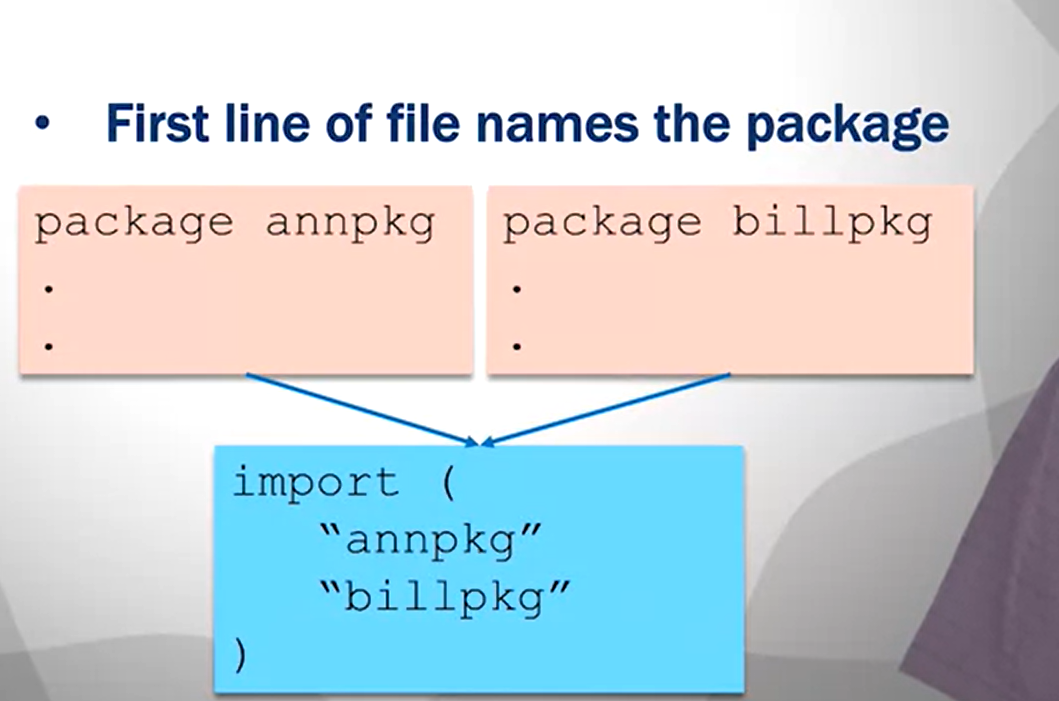 • First line of file names the package
package annpkg
.
.
package billpkg
.
.
import (
“annpkg”
“billpkg”
)